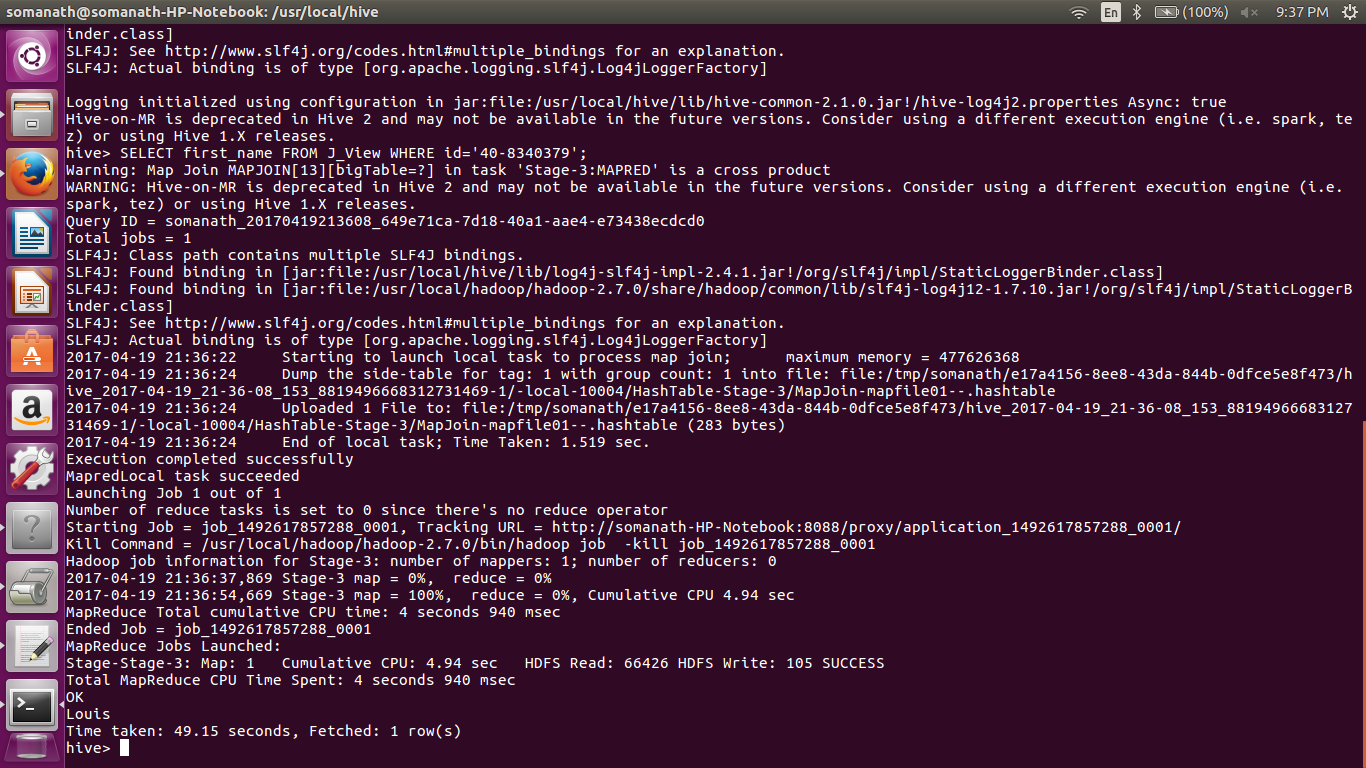 somanath@somanath-HP-Notebook: /usr/local/hive
En
(100%)
9:37 PM
inder.class]
SLF4J: See http://www.slf4j.org/codes.html#multiple_bindings for an explanation.
SLF4J: Actual binding is of type [org.apache.logging.slf4j.Log4jLoggerFactory]
Logging initialized using configuration in jar:file:/usr/local/hive/lib/hive-common-2.1.0.jar!/hive-log4j2.properties Async: true
Hive-on-MR is deprecated in Hive 2 and may not be available in the future versions. Consider using a different execution engine (i.e. spark, te
z) or using Hive 1.X releases.
hive> SELECT first_name FROM J_View WHERE id='40-8340379';
Warning: Map Join MAPJOIN[13][bigTable=?] in task 'Stage-3:MAPRED' is a cross product
WARNING: Hive-on-MR is deprecated in Hive 2 and may not be available in the future versions. Consider using a different execution engine (i.e.
spark, tez) or using Hive 1.X releases.
Query ID = somanath_20170419213608_649e71ca-7d18-40a1-aae4-e73438ecdcd0
Total jobs = 1
SLF4J: Class path contains multiple SLF4J bindings.
SLF4J: Found binding in [jar:file:/usr/local/hive/lib/log4j-slf4j-impl-2.4.1.jar!/org/slf4j/impl/StaticLoggerBinder.class]
SLF4J: Found binding in [jar:file:/usr/local/hadoop/hadoop-2.7.0/share/hadoop/common/lib/slf4j-log4j12-1.7.10.jar!/org/slf4j/impl/StaticLoggerB
inder.class]
SLF4J: See http://www.slf4j.org/codes.html#multiple_bindings for an explanation.
SLF4J: Actual binding is of type [org.apache.logging.slf4j.Log4jLoggerFactory]
2017-04-19 21:36:22	Starting to launch local task to process map join;	maximum memory = 477626368
2017-04-19 21:36:24	Dump the side-table for tag: 1 with group count: 1 into file: file:/tmp/somanath/e17a4156-8ee8-43da-844b-0dfce5e8f473/h
ive_2017-04-19_21-36-08_153_8819496668312731469-1/-local-10004/HashTable-Stage-3/MapJoin-mapfile01--.hashtable
2017-04-19 21:36:24	Uploaded 1 File to: file:/tmp/somanath/e17a4156-8ee8-43da-844b-0dfce5e8f473/hive_2017-04-19_21-36-08_153_88194966683127
31469-1/-local-10004/HashTable-Stage-3/MapJoin-mapfile01--.hashtable (283 bytes)
2017-04-19 21:36:24	End of local task; Time Taken: 1.519 sec.
Execution completed successfully
MapredLocal task succeeded
Launching Job 1 out of 1
Number of reduce tasks is set to 0 since there's no reduce operator
Starting Job = job_1492617857288_0001, Tracking URL = http://somanath-HP-Notebook:8088/proxy/application_1492617857288_0001/
Kill Command = /usr/local/hadoop/hadoop-2.7.0/bin/hadoop job  -kill job_1492617857288_0001
Hadoop job information for Stage-3: number of mappers: 1; number of reducers: 0
2017-04-19 21:36:37,869 Stage-3 map = 0%,  reduce = 0%
2017-04-19 21:36:54,669 Stage-3 map = 100%,  reduce = 0%, Cumulative CPU 4.94 sec
MapReduce Total cumulative CPU time: 4 seconds 940 msec
Ended Job = job_1492617857288_0001
MapReduce Jobs Launched:
Stage-Stage-3: Map: 1   Cumulative CPU: 4.94 sec   HDFS Read: 66426 HDFS Write: 105 SUCCESS
Total MapReduce CPU Time Spent: 4 seconds 940 msec
OK
Louis
Time taken: 49.15 seconds, Fetched: 1 row(s)
hive>